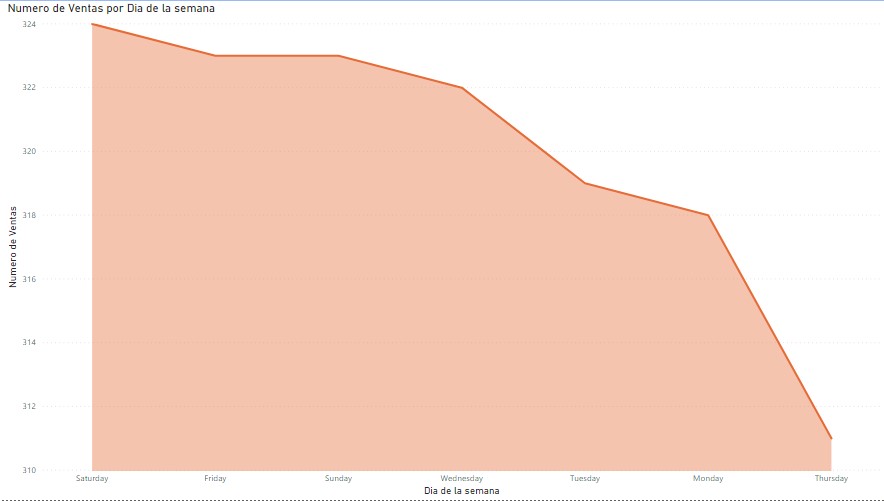 Numero de Ventas por Dia de la semana
324
322
320
318
316
314
312
310
Numero de Ventas
Saturday Friday Sunday Wednesday Tuesday Monday Thursday
Dia de la semana